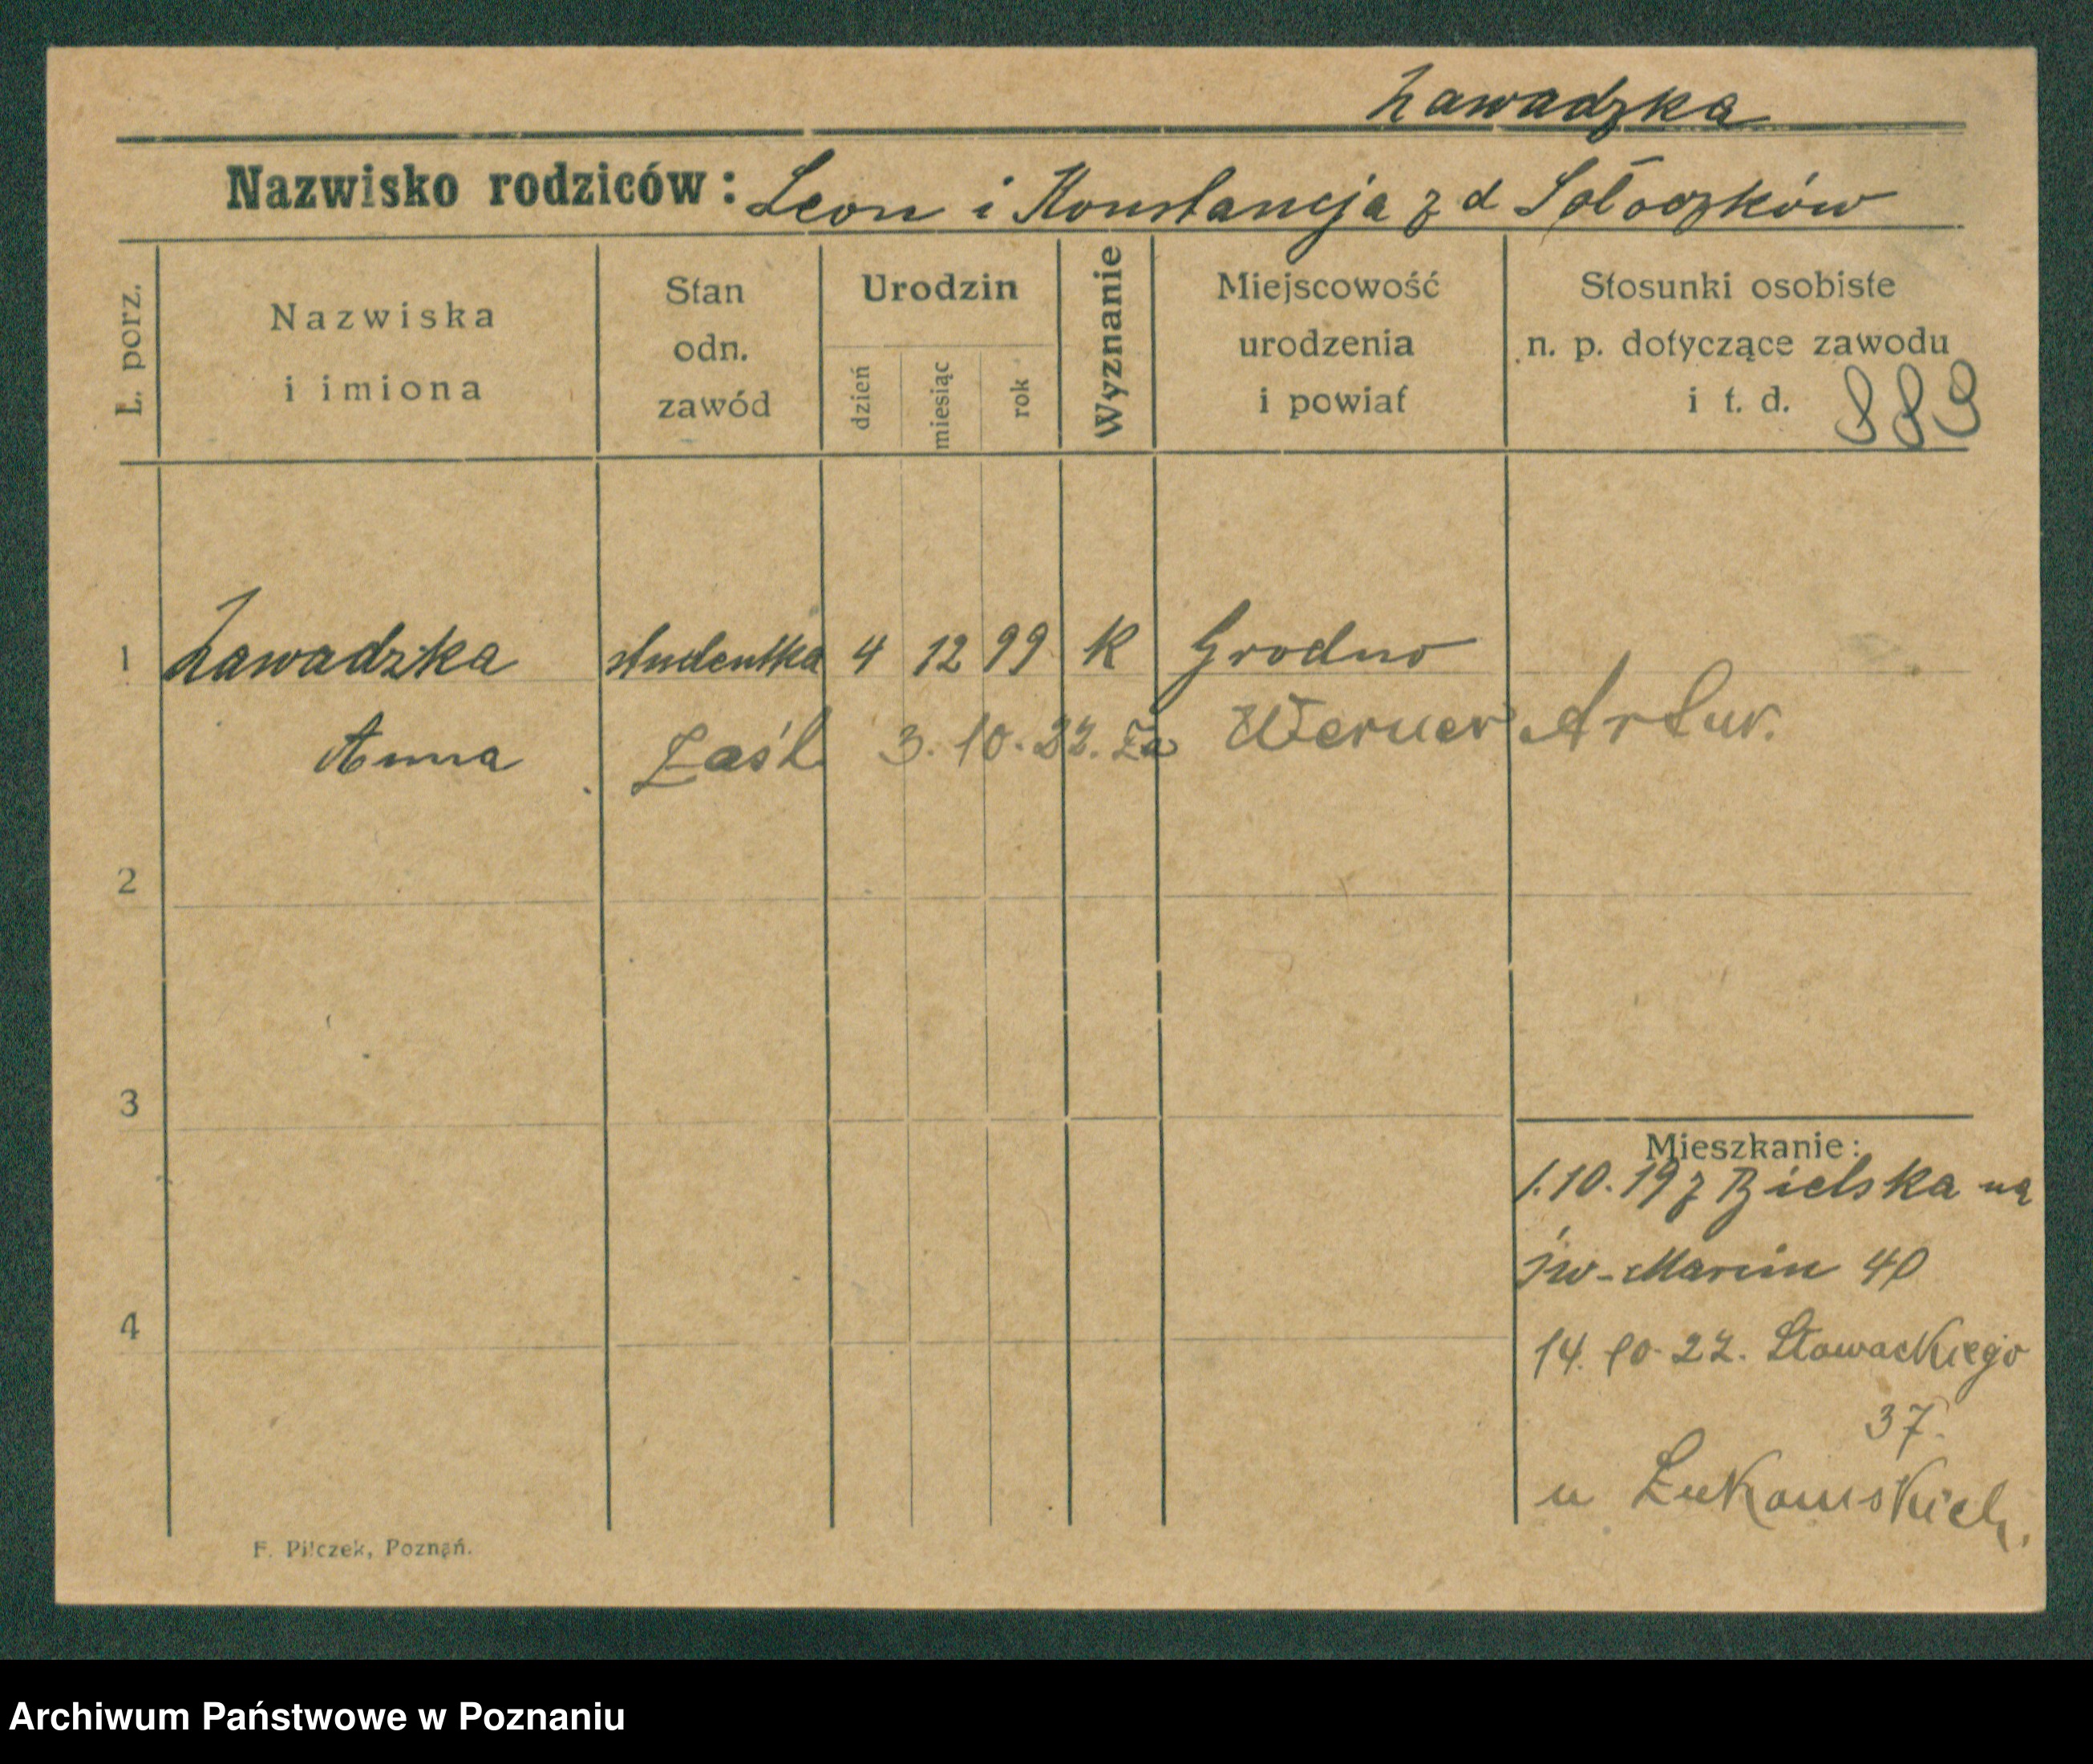 Zawadzka
Nazwisko rodziców: Leon i Konstancja z d
L. porz.
Nazwiska i imiona
Stan odn. zawód
Urodzin
dzień
miesiąc
rok
Wyznanie
Miejscowość urodzenia i powiat
Stosunki osobiste n. p. dotyczące zawodu i t. d.
889
1 Zawadzka studentka 4 12 99 k Grodno
Anna Zaśl. 3. 10. 22. za Werner Artur.
2
3
Mieszkanie:
1.10.19 z Bielska na
św-Marcin 40
4
14. 10. 22. Słowackiego
37.
u Łukomskich.
F. Pilczek, Poznań.
Archiwum Państwowe w Poznaniu